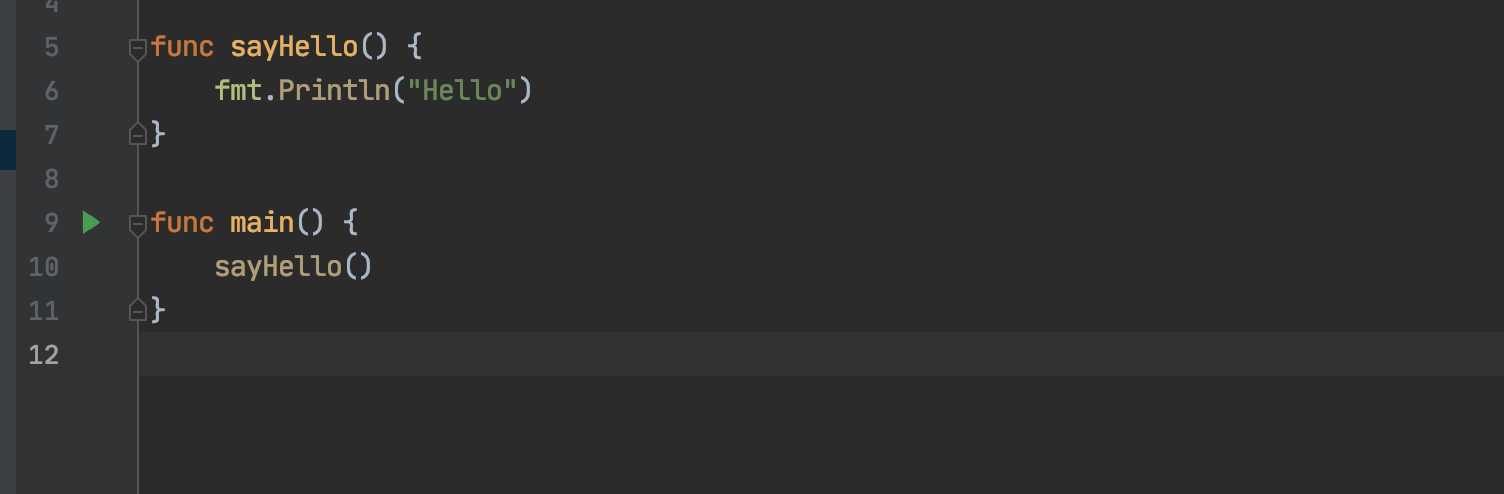 4
5 func sayHello() {
6     fmt.Println("Hello")
7 }
8
9 func main() {
10     sayHello()
11 }
12